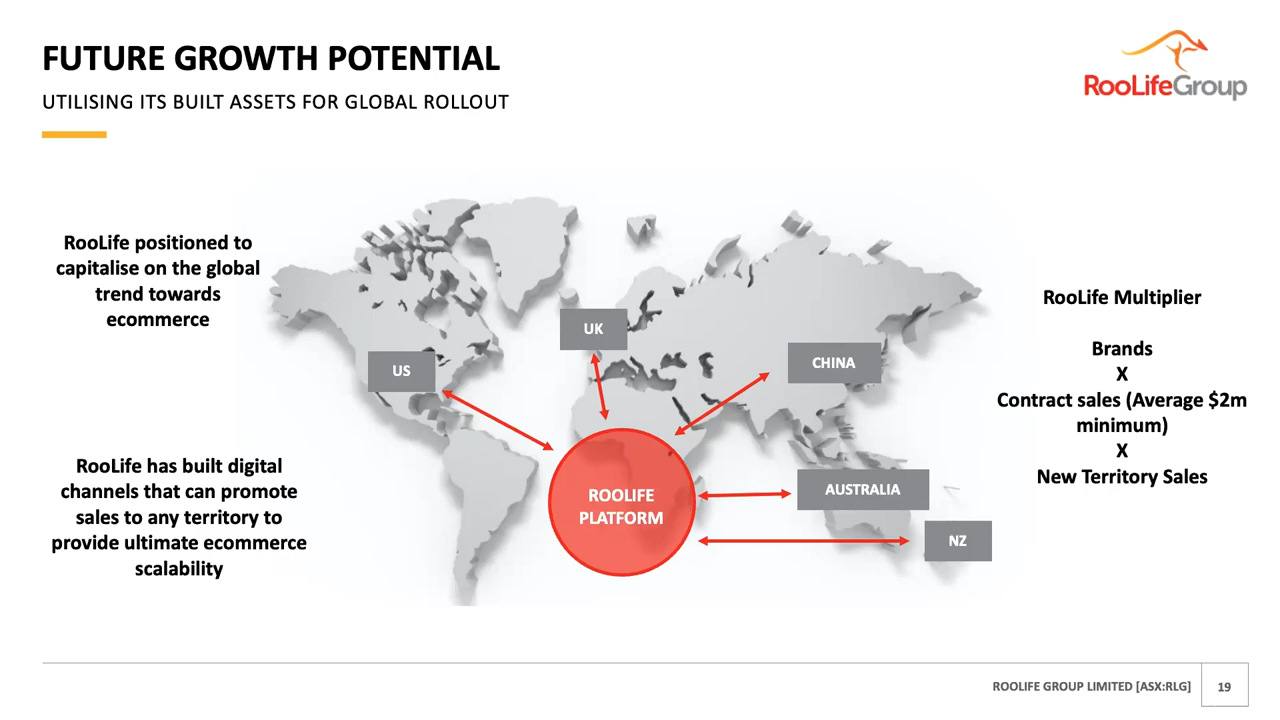 FUTURE GROWTH POTENTIAL
UTILISING ITS BUILT ASSETS FOR GLOBAL ROLLOUT
RooLifeGroup
RooLife positioned to
capitalise on the global
trend towards
ecommerce
RooLife has built digital
channels that can promote
sales to any territory to
provide ultimate ecommerce
scalability
US
UK
CHINA
ROOLIFE
PLATFORM
AUSTRALIA
NZ
RooLife Multiplier
Brands
X
Contract sales (Average $2m
minimum)
X
New Territory Sales
ROOLIFE GROUP LIMITED [ASX:RLG]
19